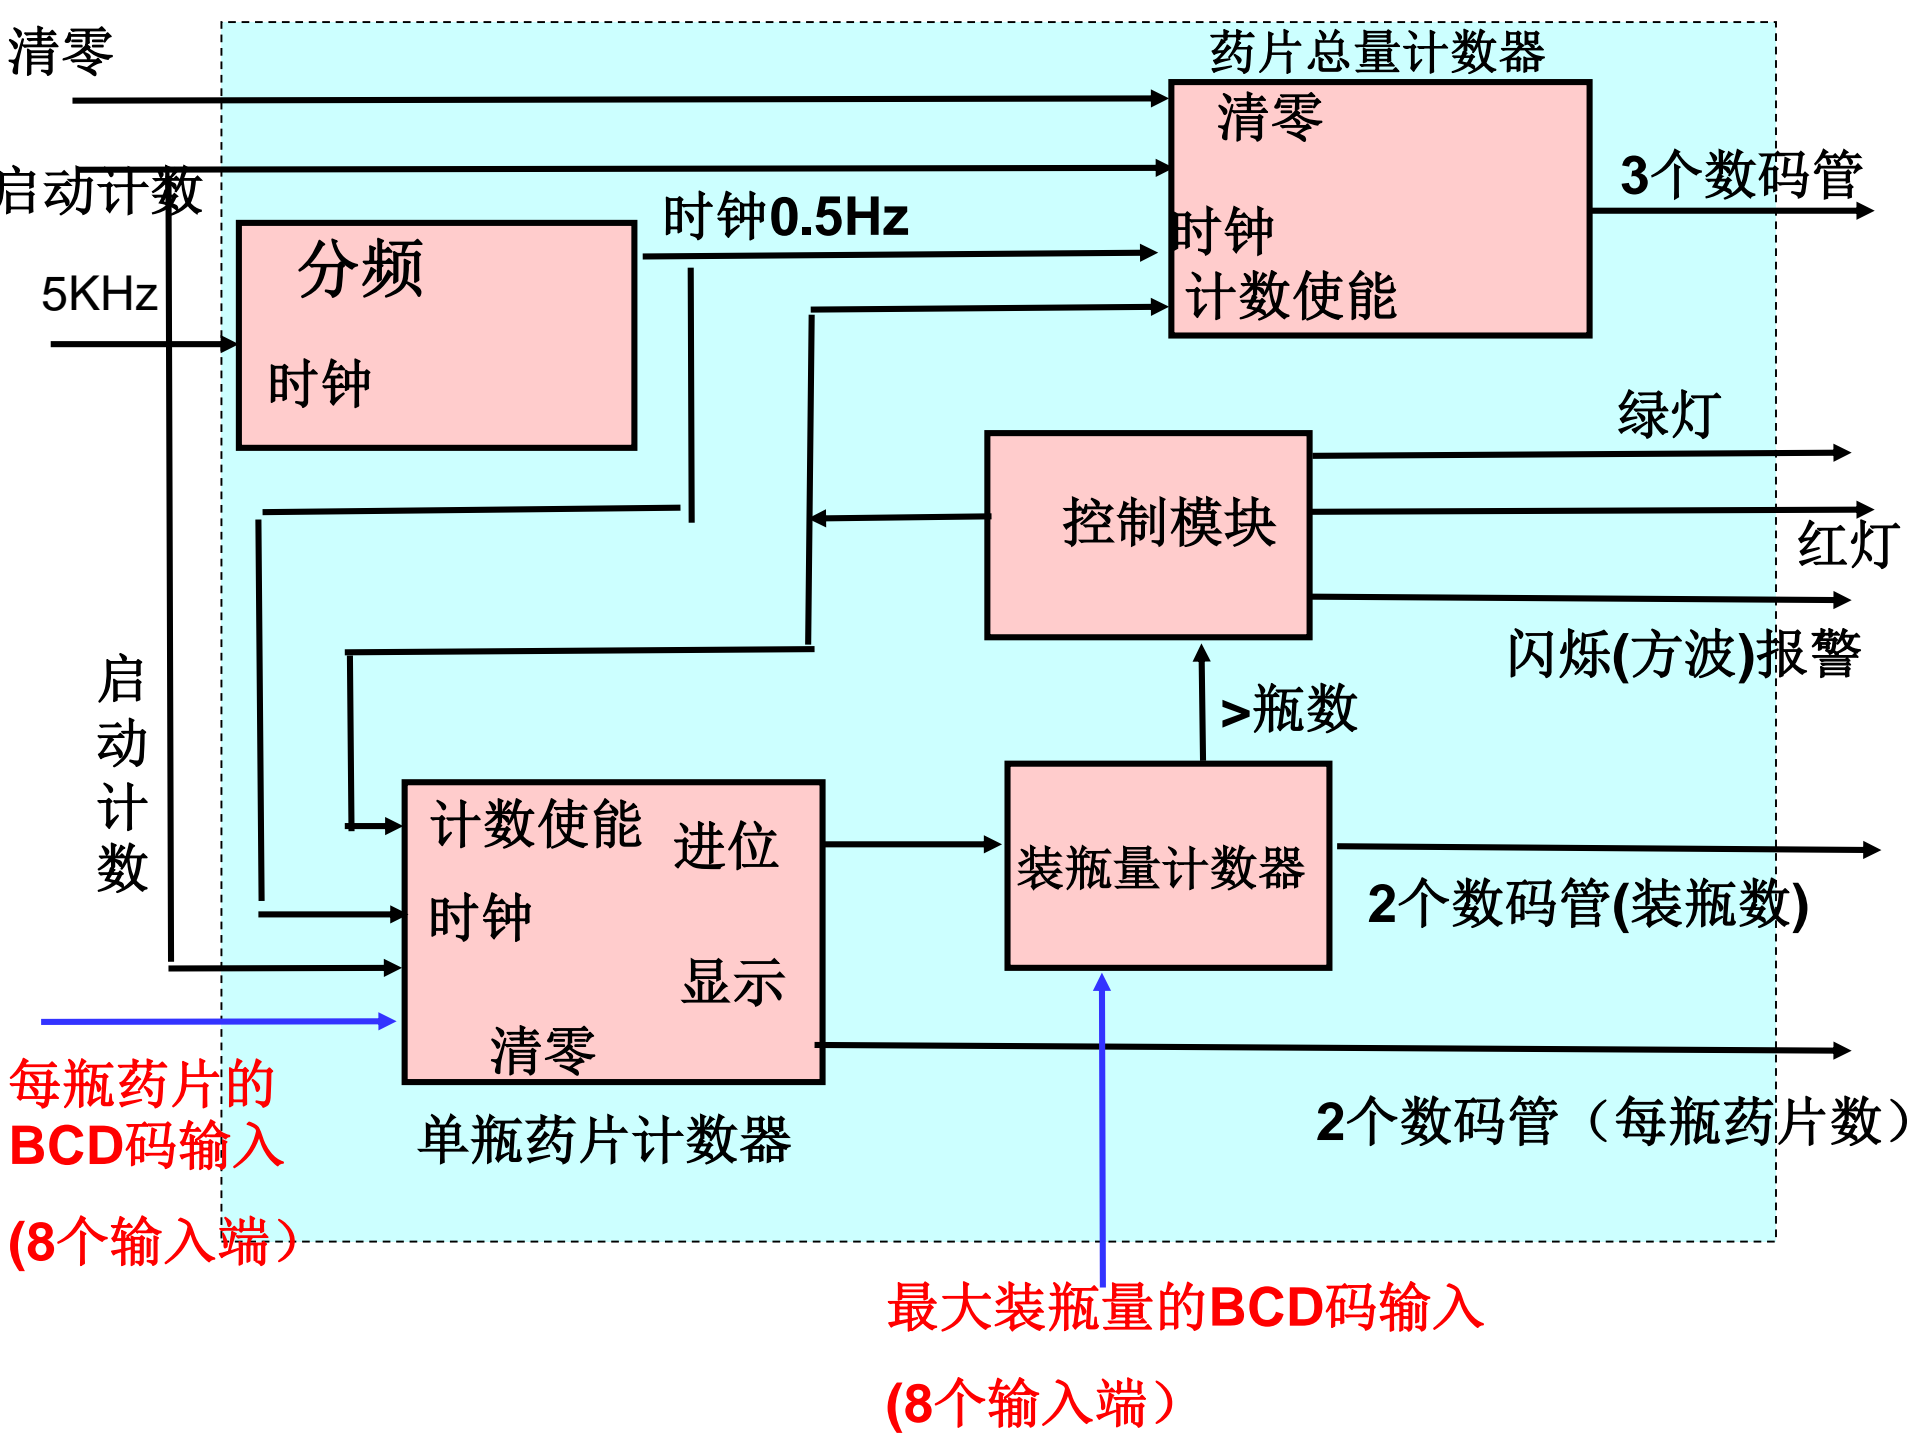 清零
药片总量计数器
清零
启动计数
3个数码管
时钟0.5Hz
时钟
分频
5KHz
计数使能
时钟
绿灯
控制模块
红灯
闪烁(方波)报警
启
动
计
数
>瓶数
计数使能
进位
装瓶量计数器
2个数码管(装瓶数)
时钟
显示
清零
每瓶药片的
BCD码输入
(8个输入端）
单瓶药片计数器
2个数码管（每瓶药片数）
最大装瓶量的BCD码输入
(8个输入端）